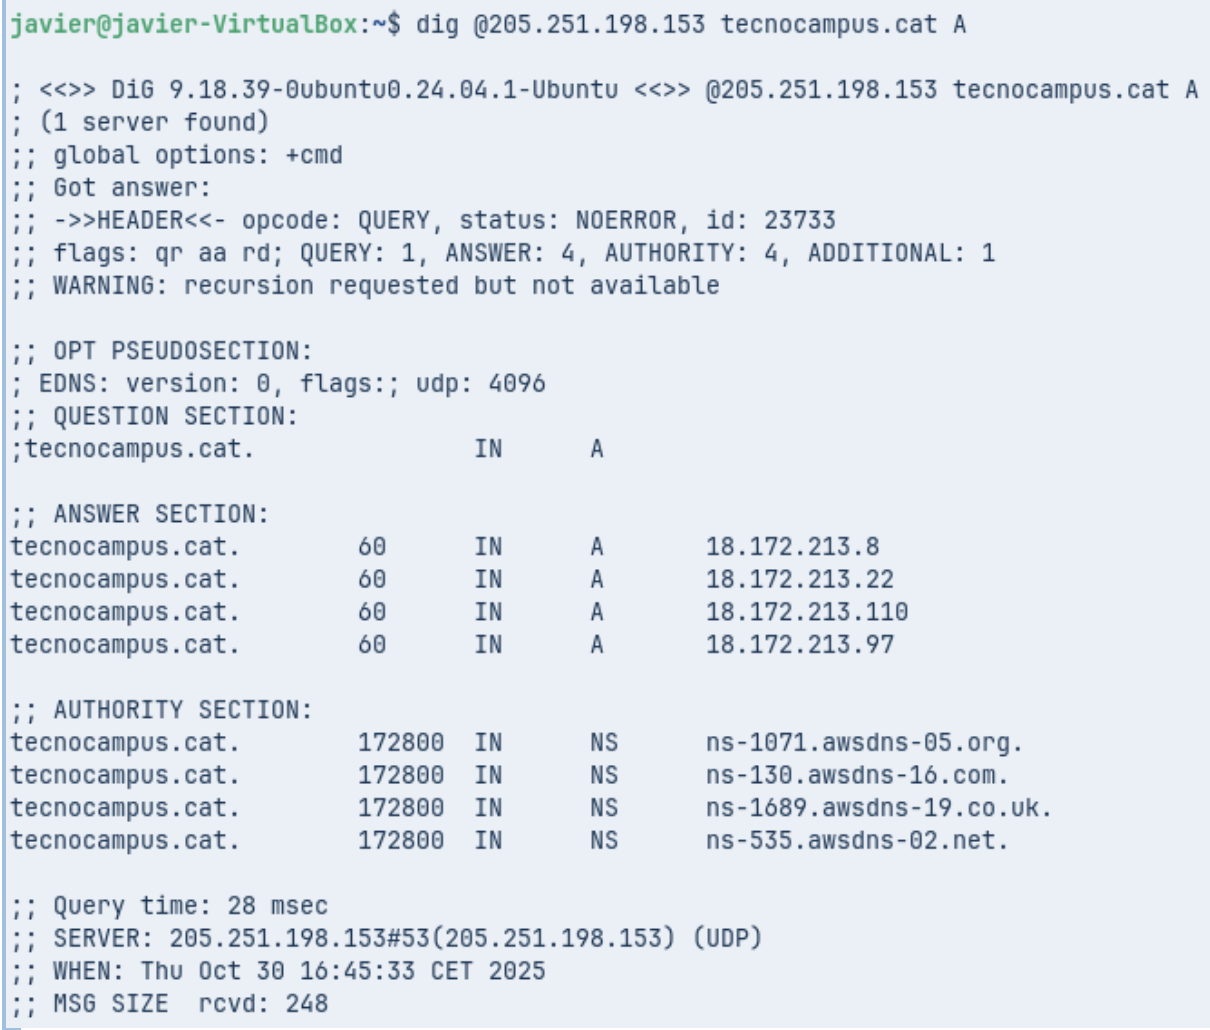 javier@javier-VirtualBox:~$ dig @205.251.198.153 tecnocampus.cat A

; <<>> DiG 9.18.39-0ubuntu0.24.04.1-Ubuntu <<>> @205.251.198.153 tecnocampus.cat A
; (1 server found)
;; global options: +cmd
;; Got answer:
;; ->>HEADER<<- opcode: QUERY, status: NOERROR, id: 23733
;; flags: qr aa rd; QUERY: 1, ANSWER: 4, AUTHORITY: 4, ADDITIONAL: 1
;; WARNING: recursion requested but not available

;; OPT PSEUDOSECTION:
; EDNS: version: 0, flags:; udp: 4096
;; QUESTION SECTION:
;tecnocampus.cat.		IN	A

;; ANSWER SECTION:
tecnocampus.cat.	60	IN	A	18.172.213.8
tecnocampus.cat.	60	IN	A	18.172.213.22
tecnocampus.cat.	60	IN	A	18.172.213.110
tecnocampus.cat.	60	IN	A	18.172.213.97

;; AUTHORITY SECTION:
tecnocampus.cat.	172800	IN	NS	ns-1071.awsdns-05.org.
tecnocampus.cat.	172800	IN	NS	ns-130.awsdns-16.com.
tecnocampus.cat.	172800	IN	NS	ns-1689.awsdns-19.co.uk.
tecnocampus.cat.	172800	IN	NS	ns-535.awsdns-02.net.

;; Query time: 28 msec
;; SERVER: 205.251.198.153#53(205.251.198.153) (UDP)
;; WHEN: Thu Oct 30 16:45:33 CET 2025
;; MSG SIZE  rcvd: 248